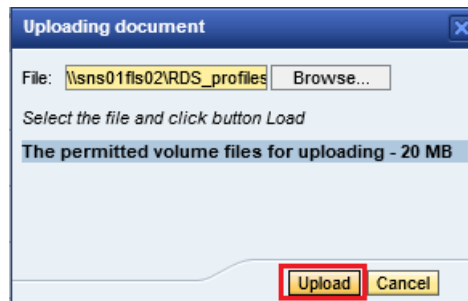 Uploading document
File: \\sns01fls02\RDS_profiles Browse...
Select the file and click button Load
The permitted volume files for uploading - 20 MB
Upload Cancel